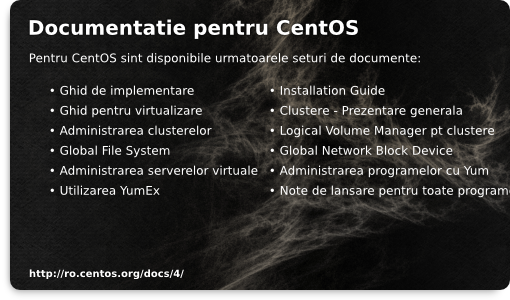 Documentatie pentru CentOS
Pentru CentOS sint disponibile urmatoarele seturi de documente:
• Ghid de implementare
• Ghid pentru virtualizare
• Administrarea clusterelor
• Global File System
• Administrarea serverelor virtuale
• Utilizarea YumEx
• Installation Guide
• Clustere - Prezentare generala
• Logical Volume Manager pt clustere
• Global Network Block Device
• Administrarea programelor cu Yum
• Note de lansare pentru toate program
http://ro.centos.org/docs/4/